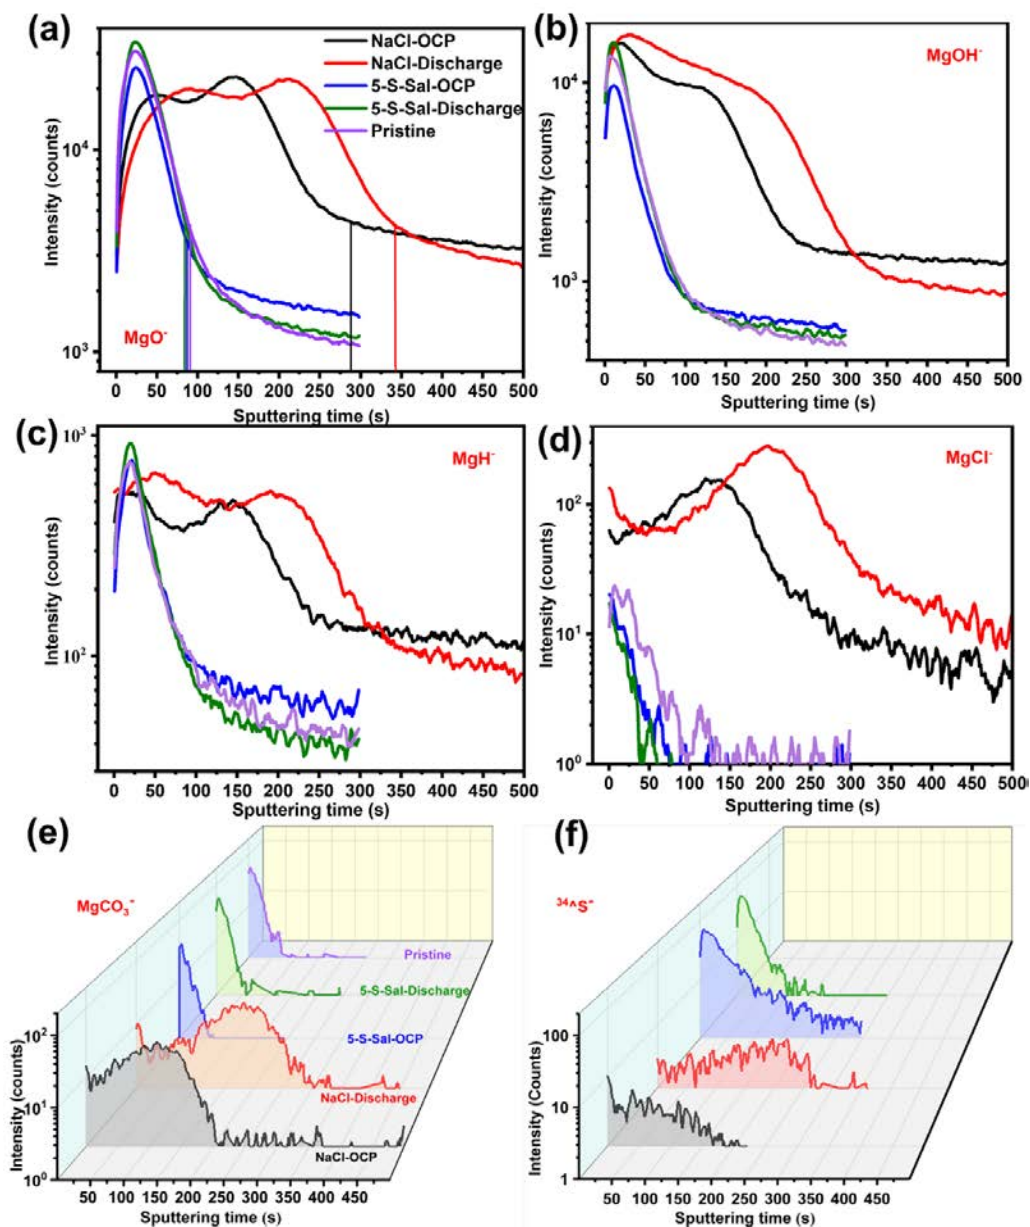 (a)
NaCl-OCP
NaCl-Discharge
5-S-Sal-OCP
5-S-Sal-Discharge
Pristine
10⁴
10³
Intensity (counts)
MgO⁻
0 50 100 150 200 250 300 350 400 450 500
Sputtering time (s)
(b)
MgOH⁻
10⁴
10³
Intensity (counts)
0 50 100 150 200 250 300 350 400 450 500
Sputtering time (s)
(c)
MgH⁻
10³
10²
Intensity (counts)
0 50 100 150 200 250 300 350 400 450 500
Sputtering time (s)
(d)
MgCl⁻
10²
10¹
10⁰
Intensity (counts)
0 50 100 150 200 250 300 350 400 450 500
Sputtering time (s)
(e)
MgCO₃⁻
Pristine
5-S-Sal-Discharge
5-S-Sal-OCP
NaCl-Discharge
NaCl-OCP
10²
10¹
10⁰
Intensity (counts)
50 100 150 200 250 300 350 400 450
Sputtering time (s)
(f)
³⁴^S⁻
100
10
1
Intensity (Counts)
50 100 150 200 250 300 350 400 450
Sputtering time (s)